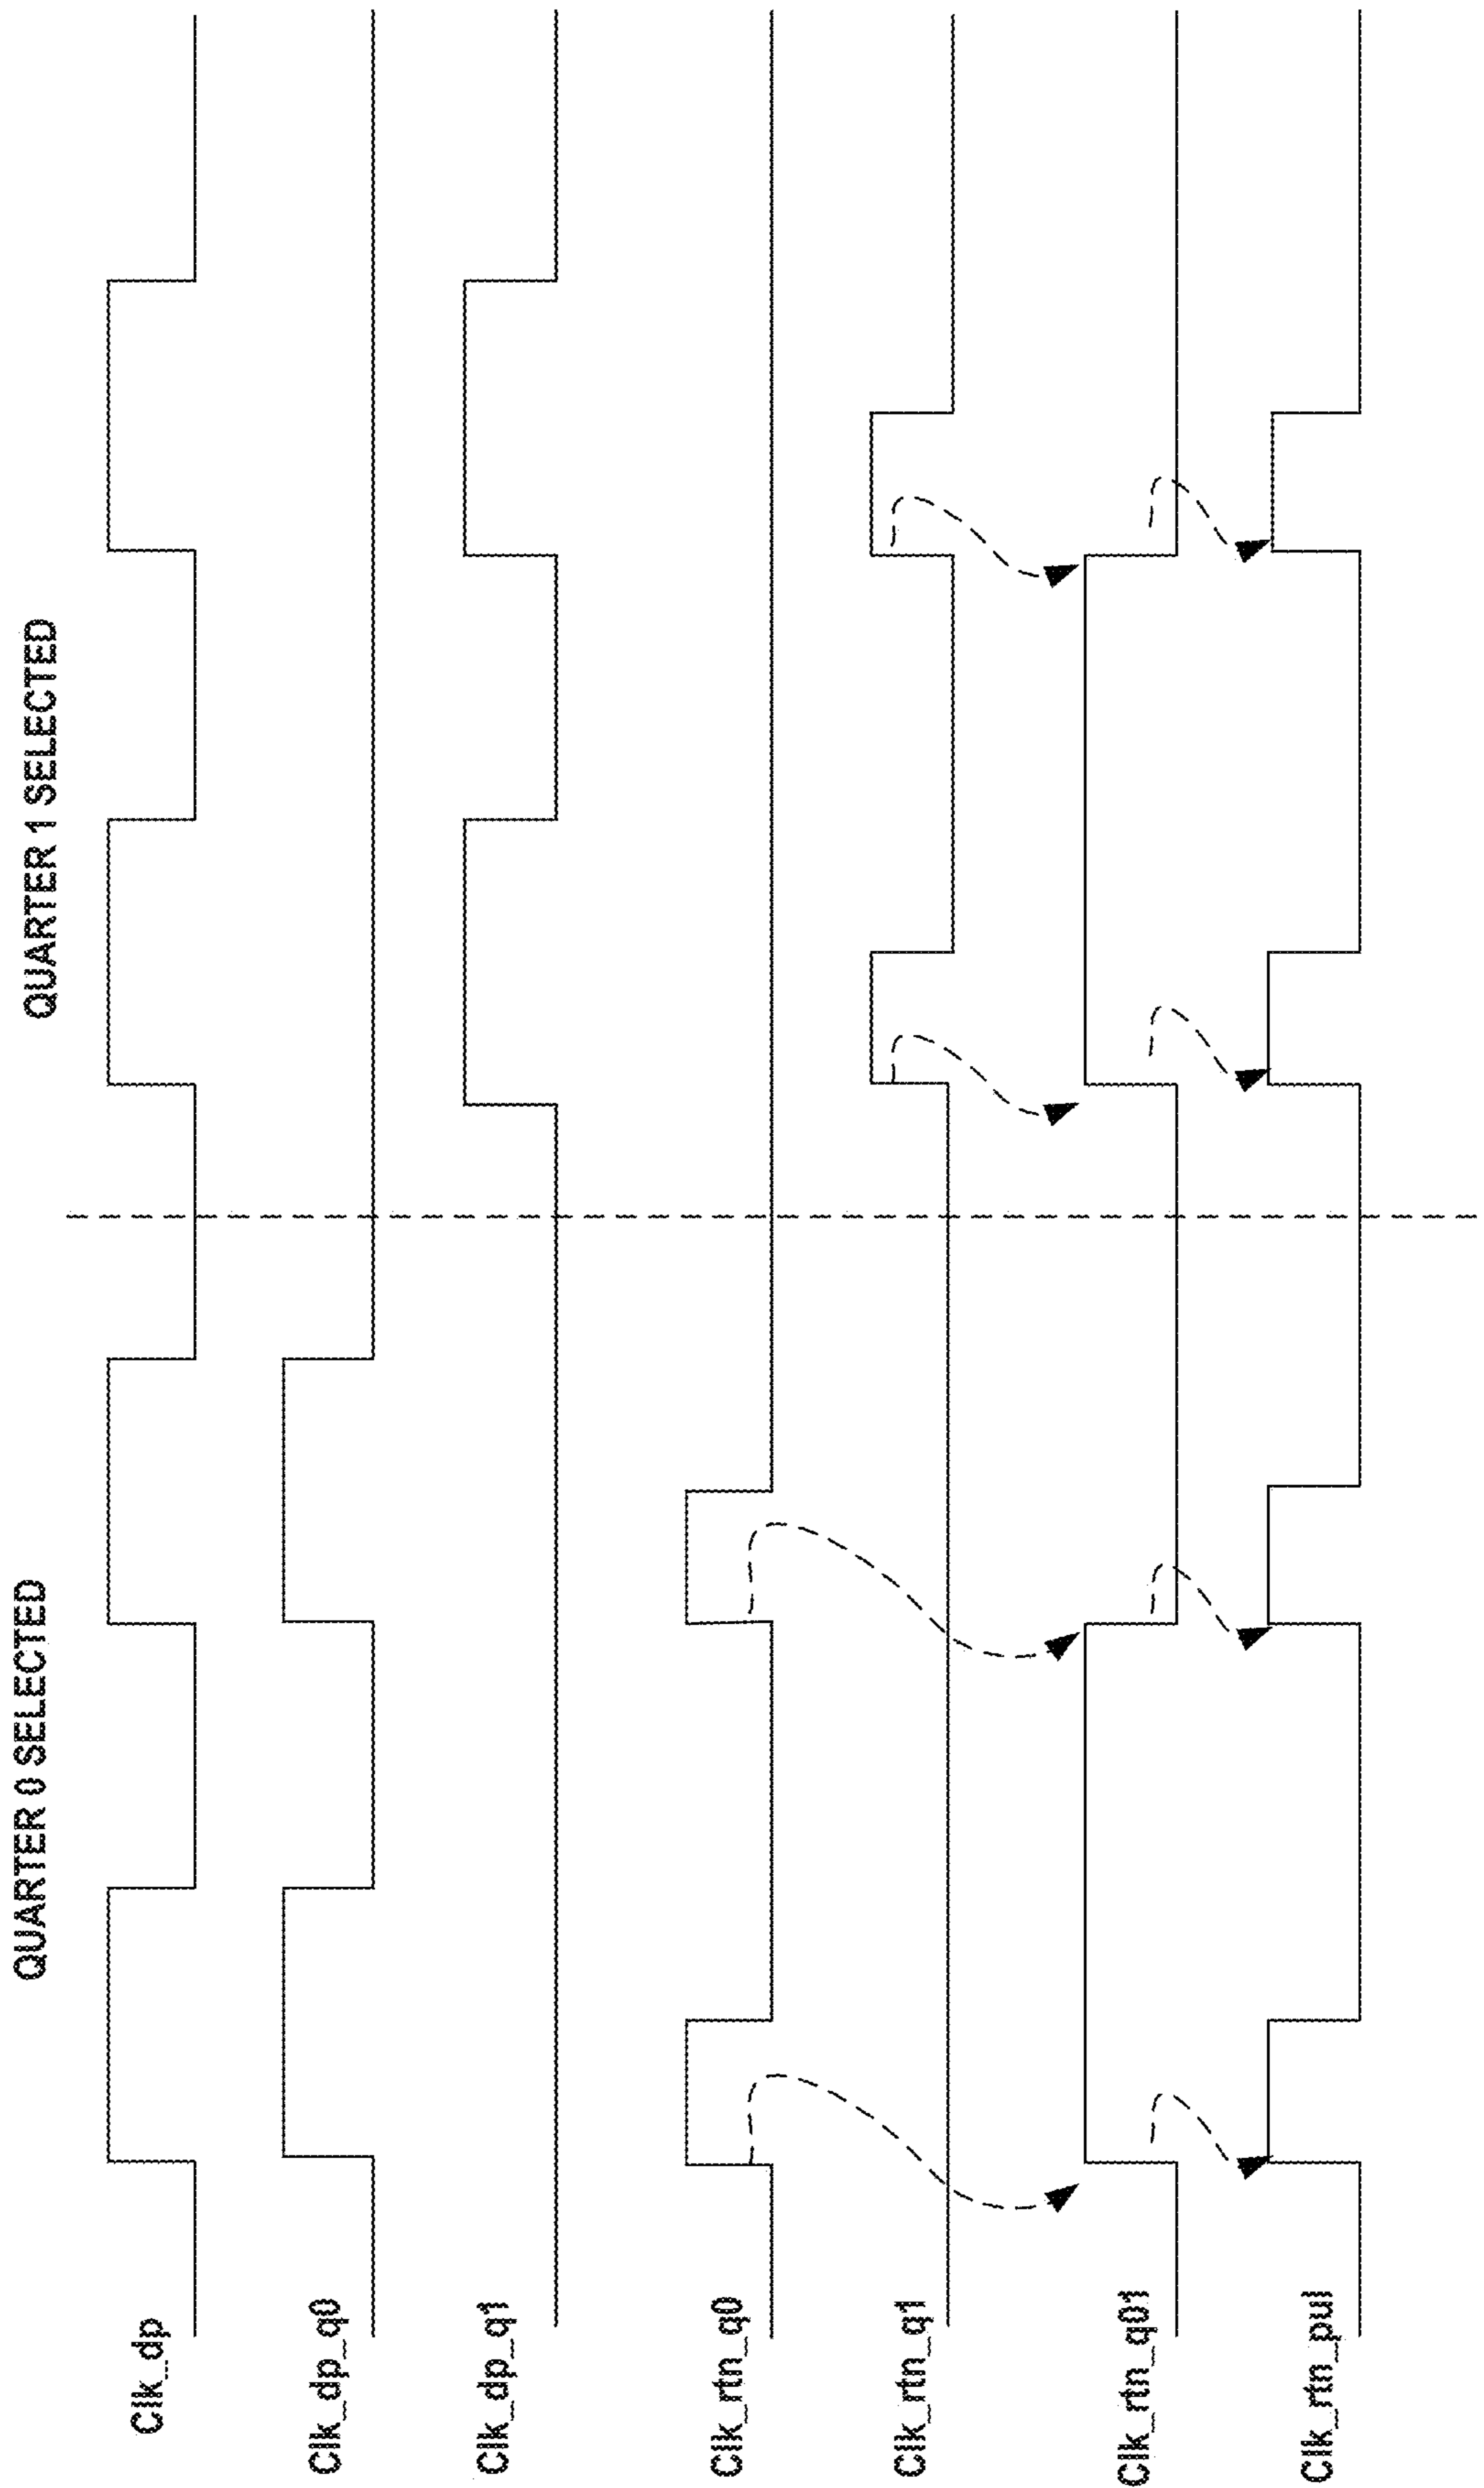 QUARTER 0 SELECTED
QUARTER 1 SELECTED
Clk_dp
Clk_dp_q0
Clk_dp_q1
Clk_rtn_q0
Clk_rtn_q1
Clk_rtn_q01
Clk_rtn_pul